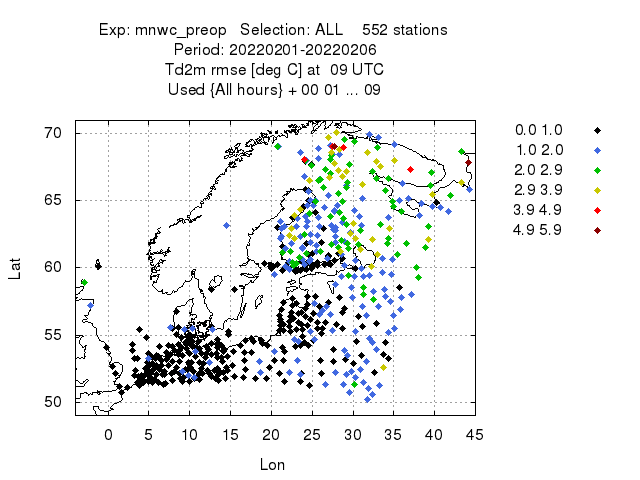 Exp: mnwc_preop   Selection: ALL    552 stations
Period: 20220201-20220206
Td2m rmse [deg C] at  09 UTC
Used {All hours} + 00 01 ... 09
70
65
60
55
50
Lat
0 5 10 15 20 25 30 35 40 45
Lon
0.0 1.0
1.0 2.0
2.0 2.9
2.9 3.9
3.9 4.9
4.9 5.9